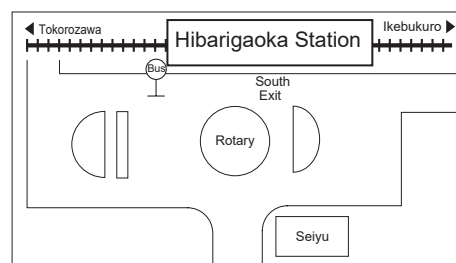 Tokorozawa
Ikebukuro
Hibarigaoka Station
Bus
South
Exit
Rotary
Seiyu